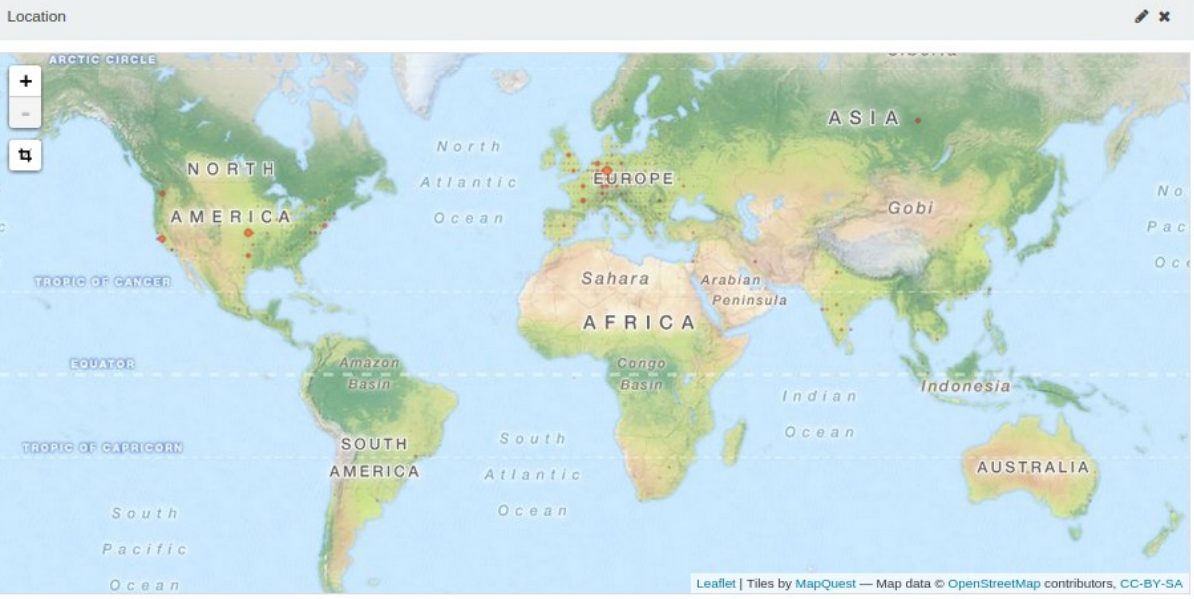 Location
ARCTIC CIRCLE
Siberia
+
-
ASIA
NORTH
AMERICA
North
Atlantic
Ocean
EUROPE
Gobi
No
Pac
Oce
TROPIC OF CANCER
Sahara
Arabian
Peninsula
AFRICA
EQUATOR
Amazon
Basin
Congo
Basin
Indian
Ocean
Indonesia
TROPIC OF CAPRICORN
SOUTH
AMERICA
South
Atlantic
Ocean
AUSTRALIA
South
Pacific
Ocean
Leaflet | Tiles by MapQuest — Map data © OpenStreetMap contributors, CC-BY-SA